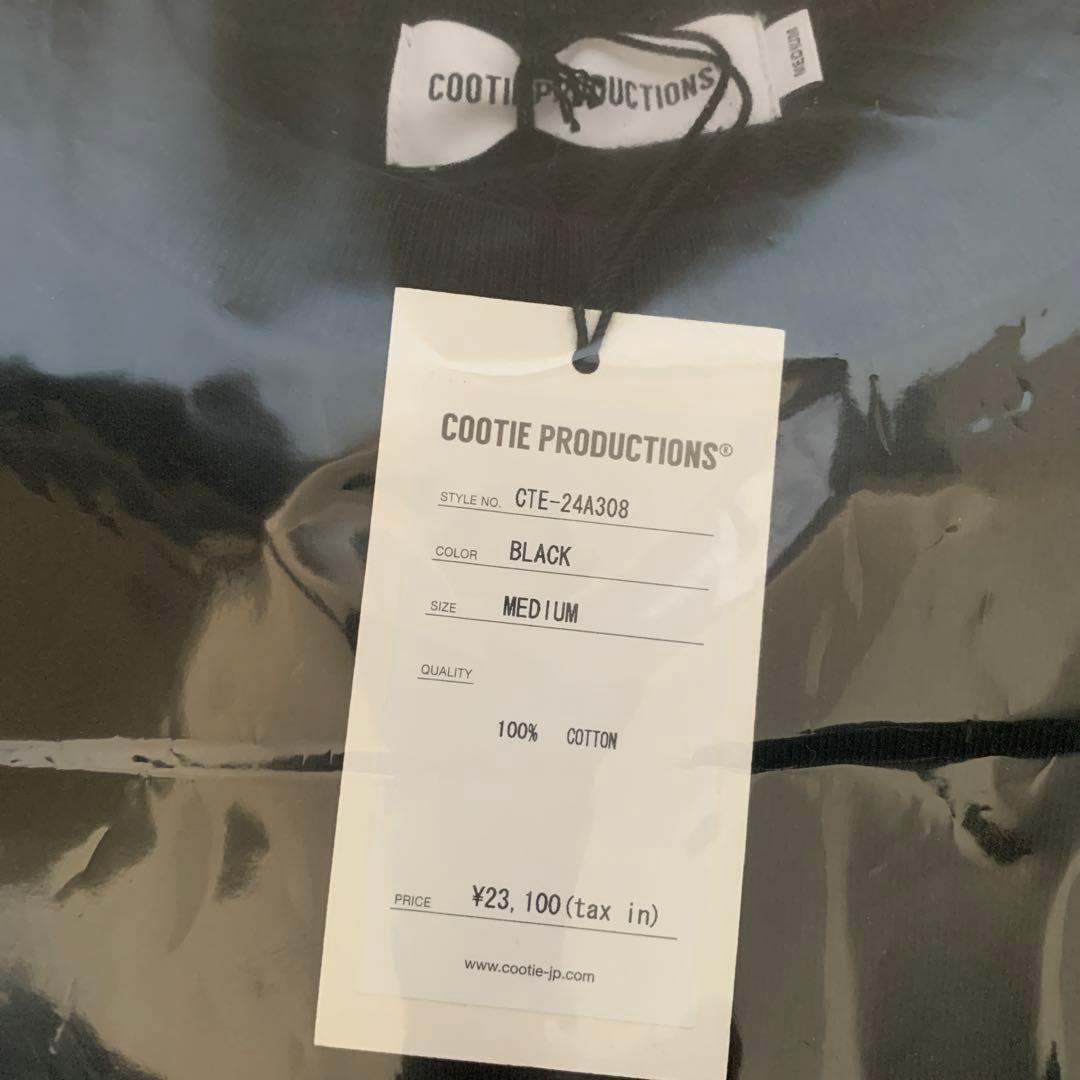 COOTIE PRODUCTIONS
MEDIUM
COOTIE PRODUCTIONS®
STYLE NO. CTE-24A308
COLOR BLACK
SIZE MEDIUM
QUALITY
100% COTTON
PRICE ¥23,100(tax in)
www.cootie-jp.com